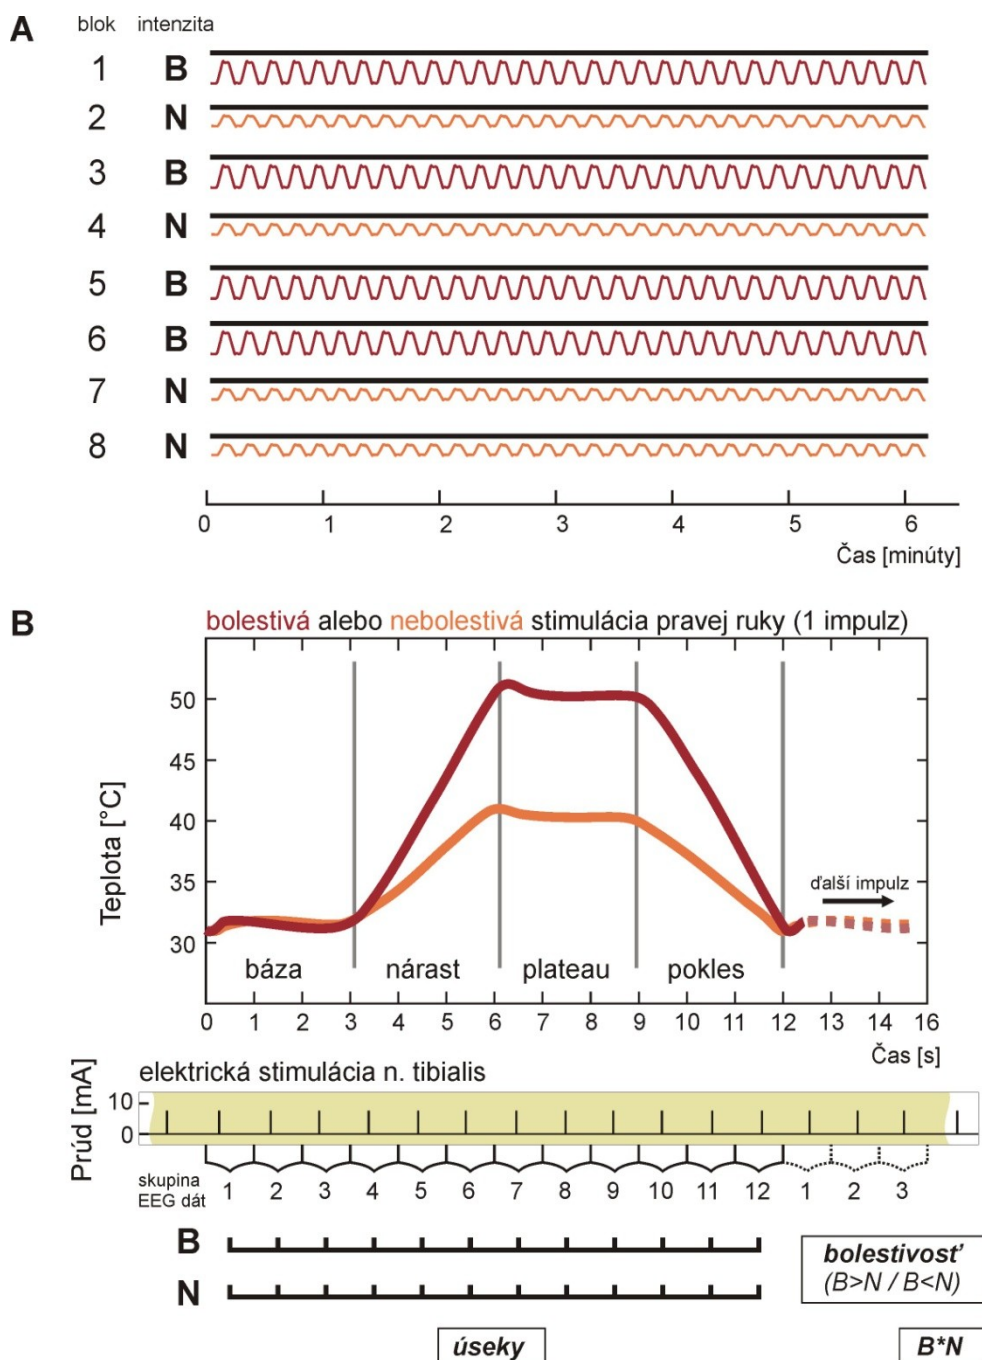 A
blok intenzita
1 B
2 N
3 B
4 N
5 B
6 B
7 N
8 N
0 1 2 3 4 5 6
Čas [minúty]
B
bolestivá alebo nebolestivá stimulácia pravej ruky (1 impulz)
Teplota [°C]
50
45
40
35
30
ďalší impulz
báza nárast plateau pokles
0 1 2 3 4 5 6 7 8 9 10 11 12 13 14 16
Čas [s]
elektrická stimulácia n. tibialis
Prúd [mA]
10
0
skupina
EEG dát
1 2 3 4 5 6 7 8 9 10 11 12 1 2 3
B
N
bolestivosť
(B>N / B<N)
úseky
B*N